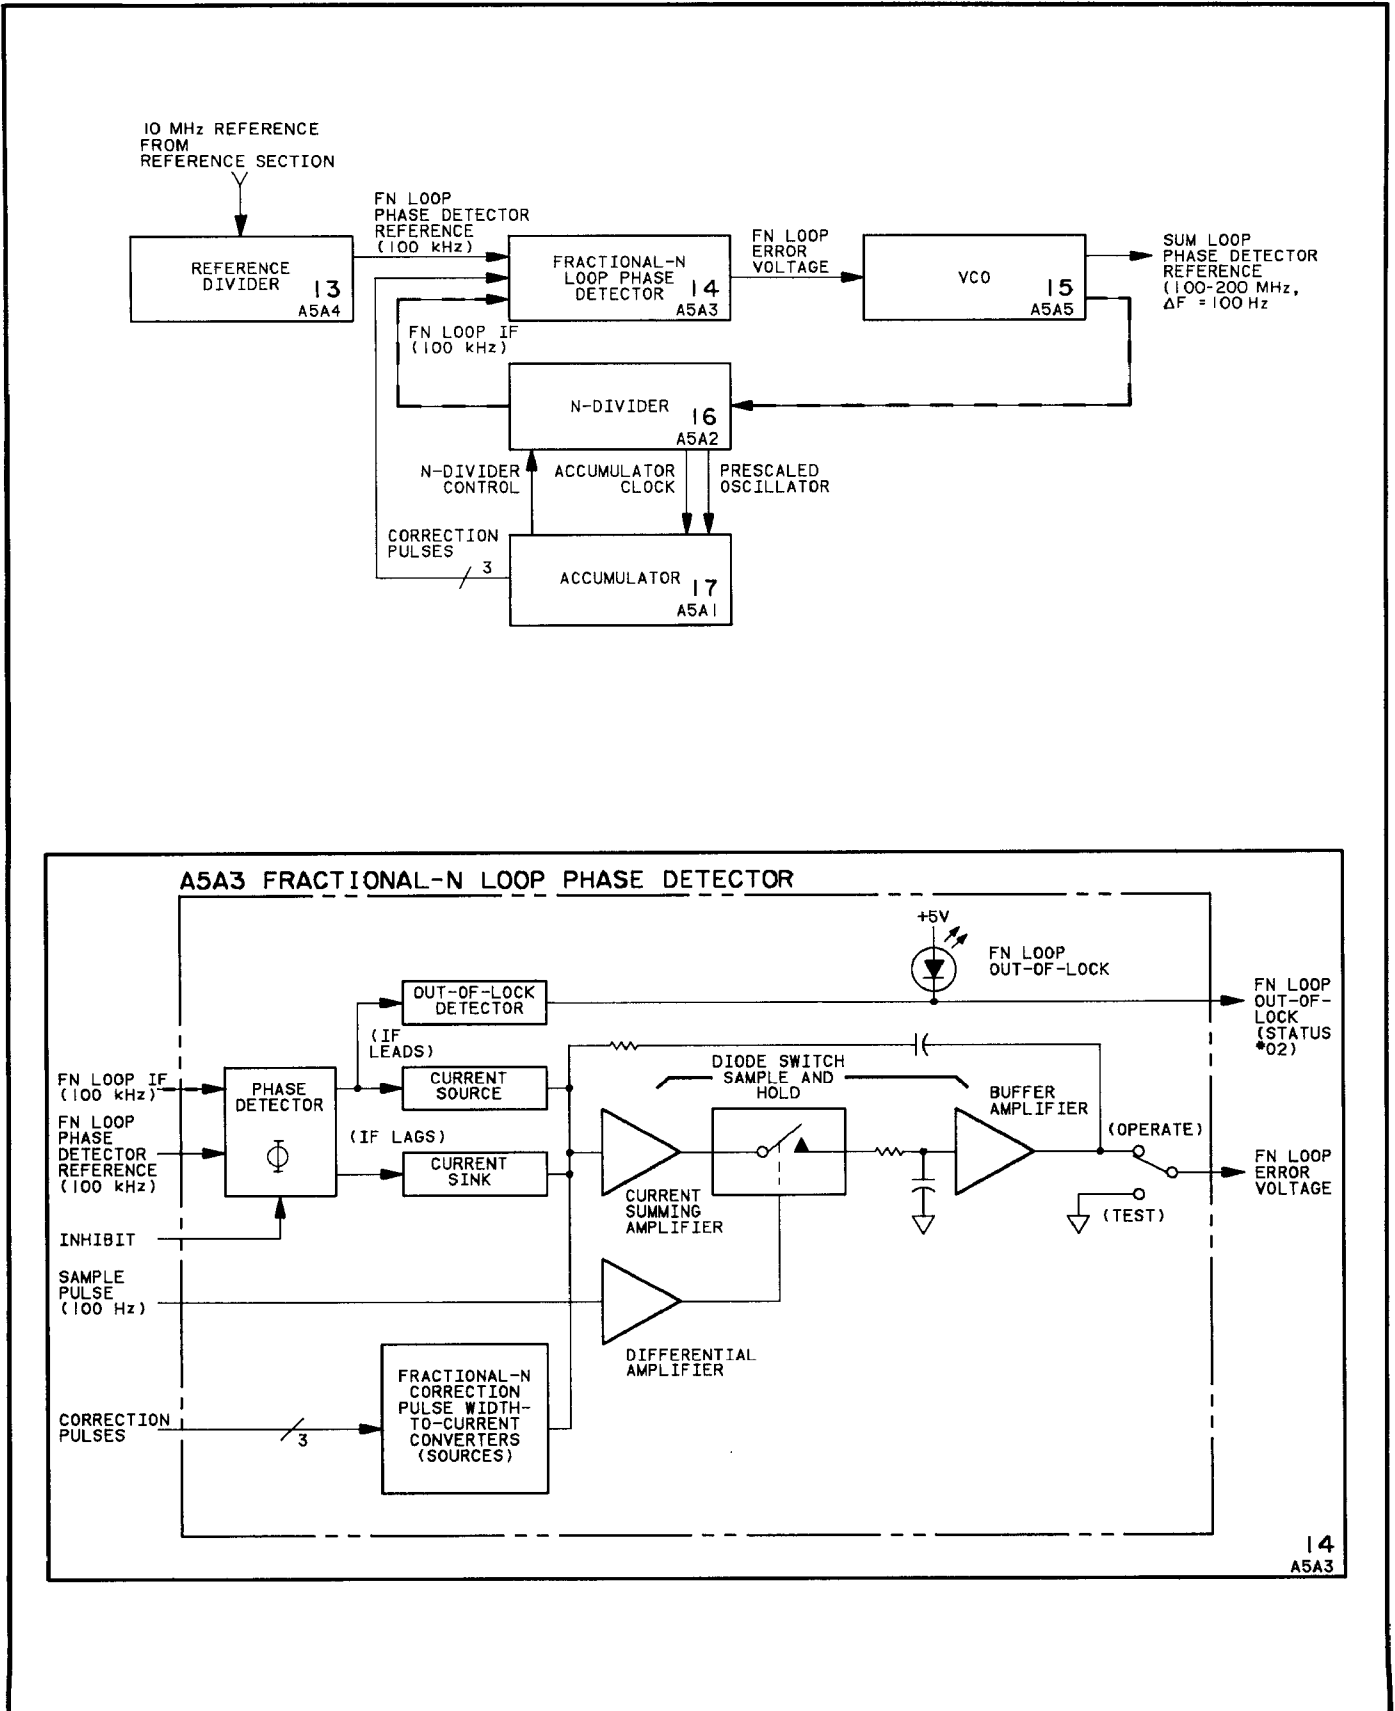 10 MHz REFERENCE
FROM
REFERENCE SECTION
FN LOOP
PHASE DETECTOR
REFERENCE
(100 kHz)
REFERENCE
DIVIDER
13
A5A4
FRACTIONAL-N
LOOP PHASE
DETECTOR
14
A5A3
FN LOOP
ERROR
VOLTAGE
VCO
15
A5A5
SUM LOOP
PHASE DETECTOR
REFERENCE
(100-200 MHz,
ΔF = 100 Hz
FN LOOP IF
(100 kHz)
N-DIVIDER
16
A5A2
N-DIVIDER
CONTROL
ACCUMULATOR
CLOCK
PRESCALED
OSCILLATOR
CORRECTION
PULSES
3
ACCUMULATOR
17
A5A1
A5A3 FRACTIONAL-N LOOP PHASE DETECTOR
+5V
FN LOOP
OUT-OF-LOCK
OUT-OF-LOCK
DETECTOR
FN LOOP
OUT-OF-
LOCK
(STATUS
#02)
(IF
LEADS)
FN LOOP IF
(100 kHz)
PHASE
DETECTOR
Φ
CURRENT
SOURCE
DIODE SWITCH
SAMPLE AND
HOLD
BUFFER
AMPLIFIER
FN LOOP
PHASE
DETECTOR
REFERENCE
(100 kHz)
(IF LAGS)
CURRENT
SINK
(OPERATE)
FN LOOP
ERROR
VOLTAGE
CURRENT
SUMMING
AMPLIFIER
(TEST)
INHIBIT
SAMPLE
PULSE
(100 Hz)
DIFFERENTIAL
AMPLIFIER
FRACTIONAL-N
CORRECTION
PULSE WIDTH-
TO-CURRENT
CONVERTERS
(SOURCES)
CORRECTION
PULSES
3
14
A5A3